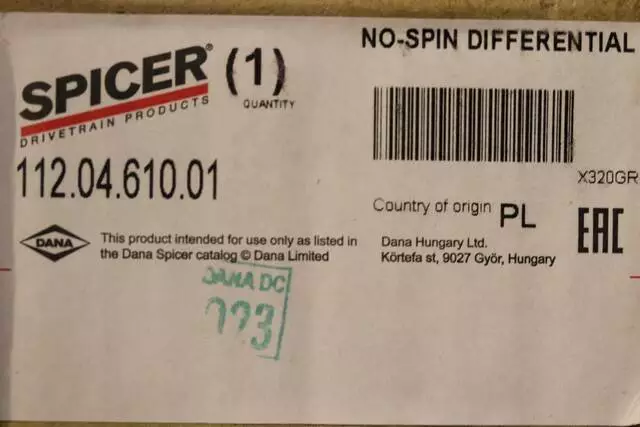 NO-SPIN DIFFERENTIAL
SPICER®
DRIVETRAIN PRODUCTS
(1)
QUANTITY
112.04.610.01
X320GR
Country of origin PL
EAC
DANA
This product intended for use only as listed in
the Dana Spicer catalog © Dana Limited
Dana Hungary Ltd.
Körtefa st, 9027 Győr, Hungary
DANA DC